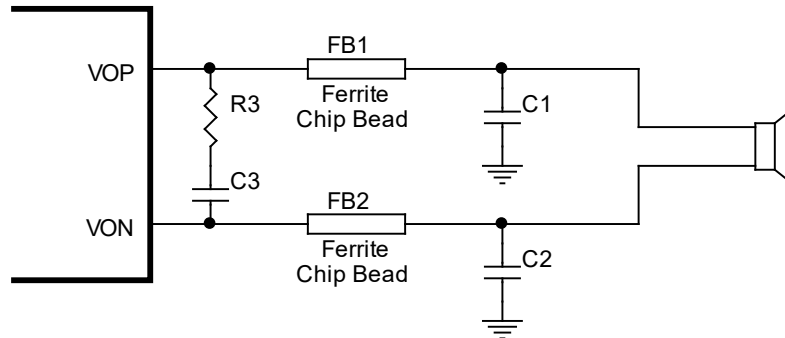 FB1
VOP
Ferrite
Chip Bead
R3
C1
C3
FB2
VON
Ferrite
Chip Bead
C2